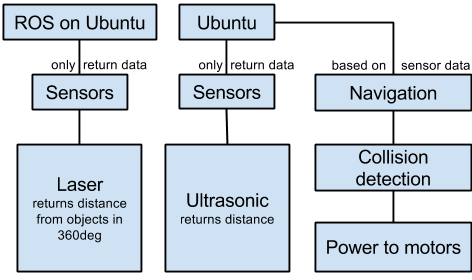 ROS on Ubuntu
Ubuntu
only return data
only return data
based on sensor data
Sensors
Sensors
Navigation
Laser
returns distance
from objects in
360deg
Ultrasonic
returns distance
Collision
detection
Power to motors